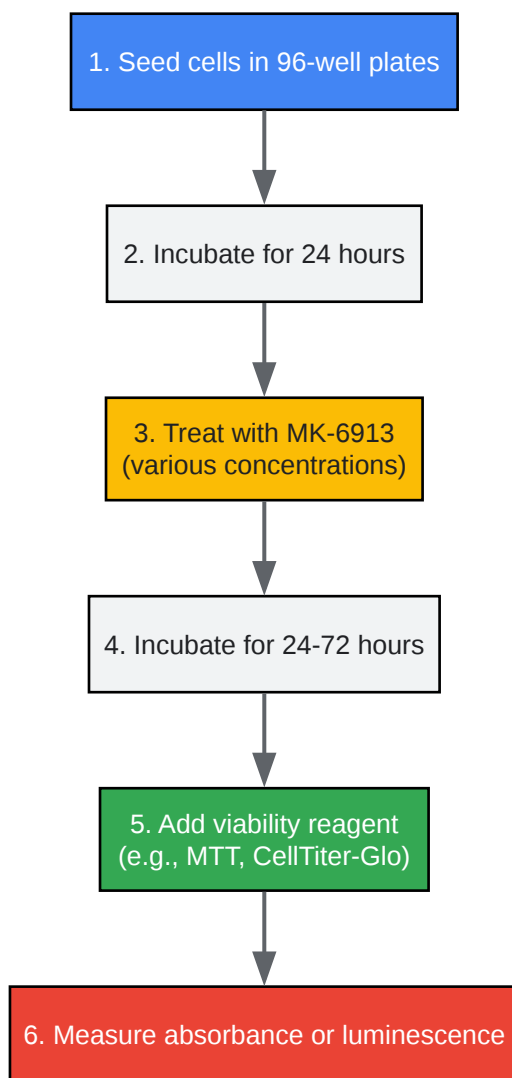 1. Seed cells in 96-well plates
2. Incubate for 24 hours
3. Treat with MK-6913
(various concentrations)
4. Incubate for 24-72 hours
5. Add viability reagent
(e.g., MTT, CellTiter-Glo)
6. Measure absorbance or luminescence